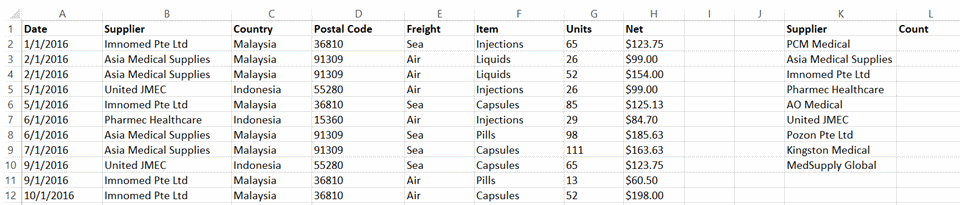 A B C D E F G H I J K L
1 Date Supplier Country Postal Code Freight Item Units Net Supplier Count
2 1/1/2016 Imnomed Pte Ltd Malaysia 36810 Sea Injections 65 $123.75 PCM Medical
3 2/1/2016 Asia Medical Supplies Malaysia 91309 Air Liquids 26 $99.00 Asia Medical Supplies
4 2/1/2016 Asia Medical Supplies Malaysia 91309 Air Liquids 52 $154.00 Imnomed Pte Ltd
5 5/1/2016 United JMEC Indonesia 55280 Air Injections 26 $99.00 Pharmec Healthcare
6 5/1/2016 Imnomed Pte Ltd Malaysia 36810 Sea Capsules 85 $125.13 AO Medical
7 6/1/2016 Pharmec Healthcare Indonesia 15360 Air Injections 29 $84.70 United JMEC
8 6/1/2016 Asia Medical Supplies Malaysia 91309 Sea Pills 98 $185.63 Pozon Pte Ltd
9 7/1/2016 Asia Medical Supplies Malaysia 91309 Sea Capsules 111 $163.63 Kingston Medical
10 9/1/2016 United JMEC Indonesia 55280 Sea Capsules 65 $123.75 MedSupply Global
11 9/1/2016 Imnomed Pte Ltd Malaysia 36810 Air Pills 13 $60.50
12 10/1/2016 Imnomed Pte Ltd Malaysia 36810 Air Capsules 52 $198.00